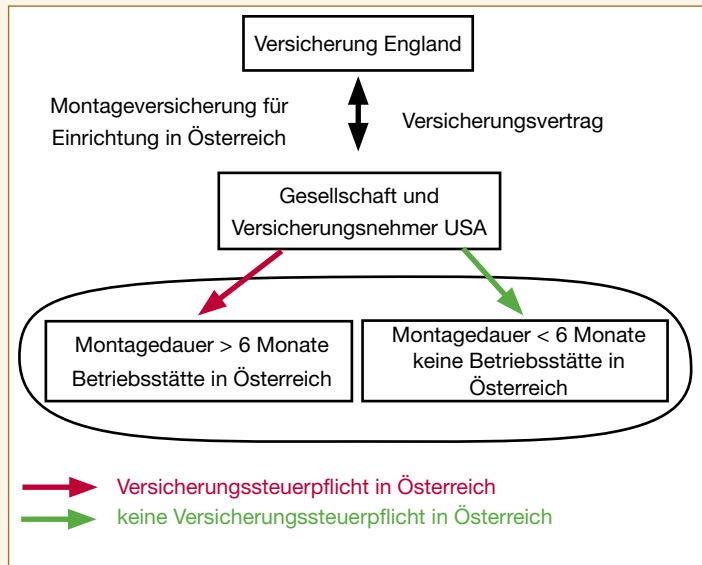 Versicherung England
Montageversicherung für
Einrichtung in Österreich
Versicherungsvertrag
Gesellschaft und
Versicherungsnehmer USA
Montagedauer > 6 Monate
Betriebsstätte in Österreich
Montagedauer < 6 Monate
keine Betriebsstätte in
Österreich
Versicherungssteuerpflicht in Österreich
keine Versicherungssteuerpflicht in Österreich